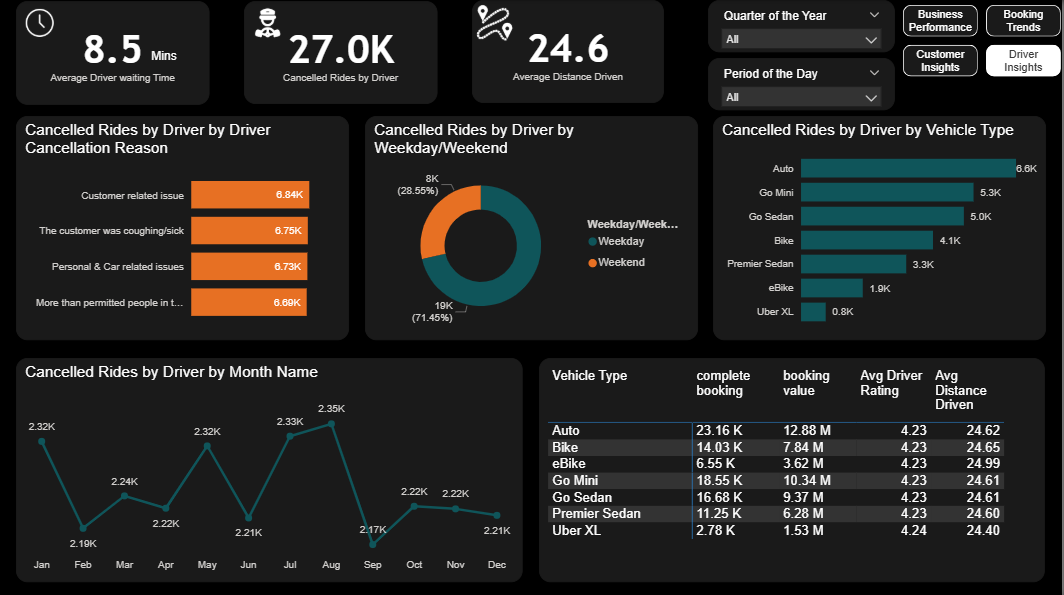 8.5 Mins
Average Driver waiting Time
27.0K
Cancelled Rides by Driver
24.6
Average Distance Driven
Quarter of the Year
All
Period of the Day
All
Business
Performance
Booking
Trends
Customer
Insights
Driver
Insights
Cancelled Rides by Driver by Driver
Cancellation Reason
Customer related issue 6.84K
The customer was coughing/sick 6.75K
Personal & Car related issues 6.73K
More than permitted people in t... 6.69K
Cancelled Rides by Driver by
Weekday/Weekend
8K
(28.55%)
19K
(71.45%)
Weekday/Week...
Weekday
Weekend
Cancelled Rides by Driver by Vehicle Type
Auto 6.6K
Go Mini 5.3K
Go Sedan 5.0K
Bike 4.1K
Premier Sedan 3.3K
eBike 1.9K
Uber XL 0.8K
Cancelled Rides by Driver by Month Name
2.32K
2.19K
2.24K
2.22K
2.32K
2.21K
2.33K
2.35K
2.17K
2.22K
2.22K
2.21K
Jan Feb Mar Apr May Jun Jul Aug Sep Oct Nov Dec
Vehicle Type complete booking booking value Avg Driver Rating Avg Distance Driven
Auto 23.16 K 12.88 M 4.23 24.62
Bike 14.03 K 7.84 M 4.23 24.65
eBike 6.55 K 3.62 M 4.23 24.99
Go Mini 18.55 K 10.34 M 4.23 24.61
Go Sedan 16.68 K 9.37 M 4.23 24.61
Premier Sedan 11.25 K 6.28 M 4.23 24.60
Uber XL 2.78 K 1.53 M 4.24 24.40